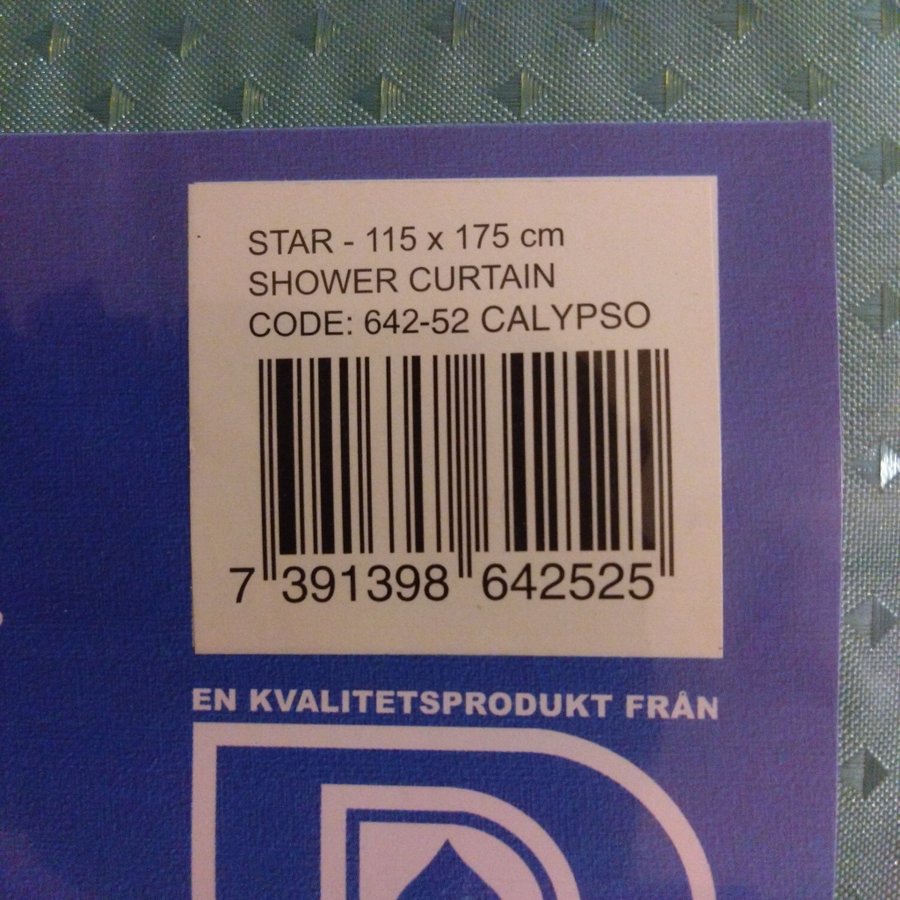 STAR - 115 x 175 cm
SHOWER CURTAIN
CODE: 642-52 CALYPSO
7 391398 642525
EN KVALITETSPRODUKT FRÅN